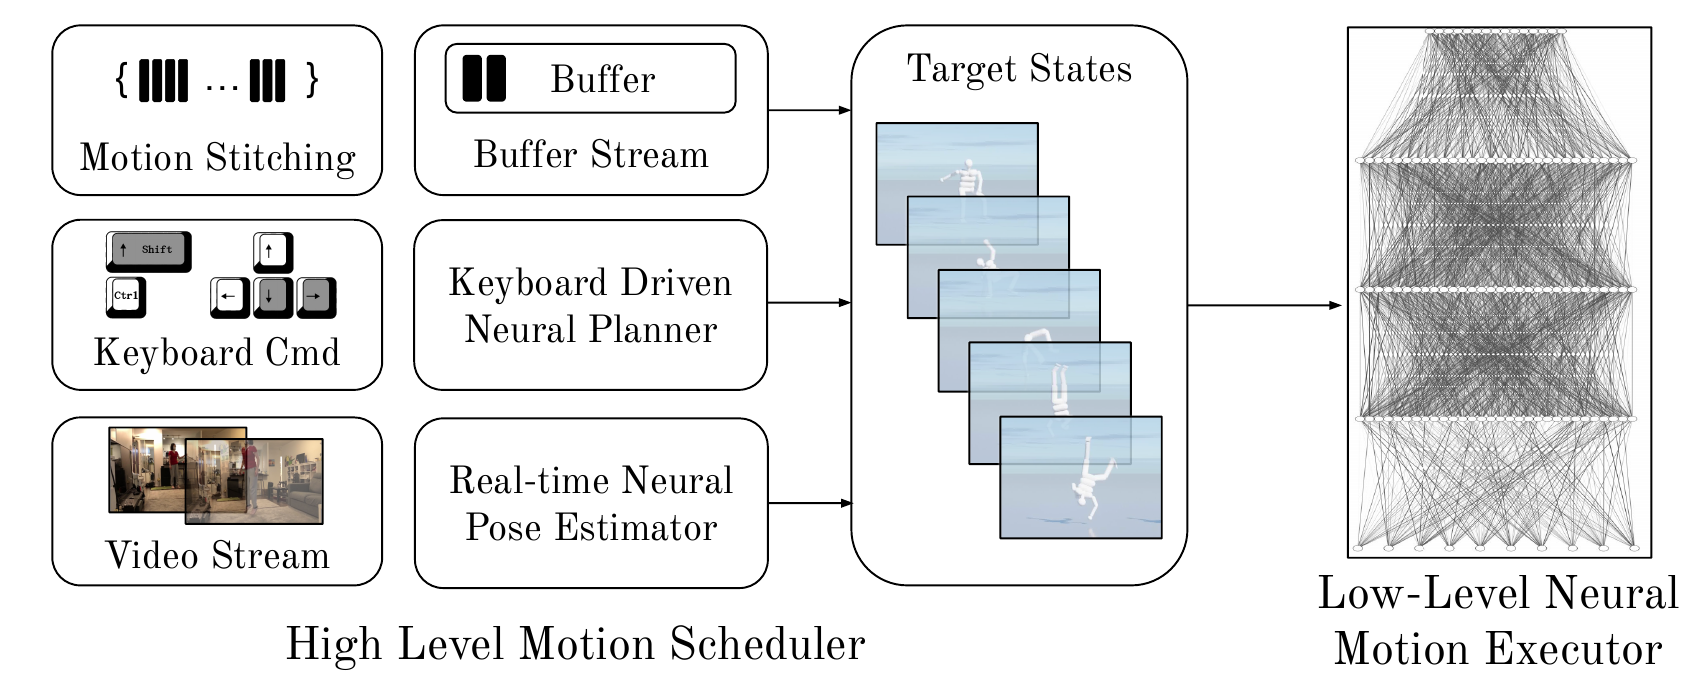 { ... }
Motion Stitching
Buffer
Buffer Stream
Target States
↑ Shift
↑
Ctrl
← ↓ →
Keyboard Cmd
Keyboard Driven
Neural Planner
Video Stream
Real-time Neural
Pose Estimator
High Level Motion Scheduler
Low-Level Neural
Motion Executor